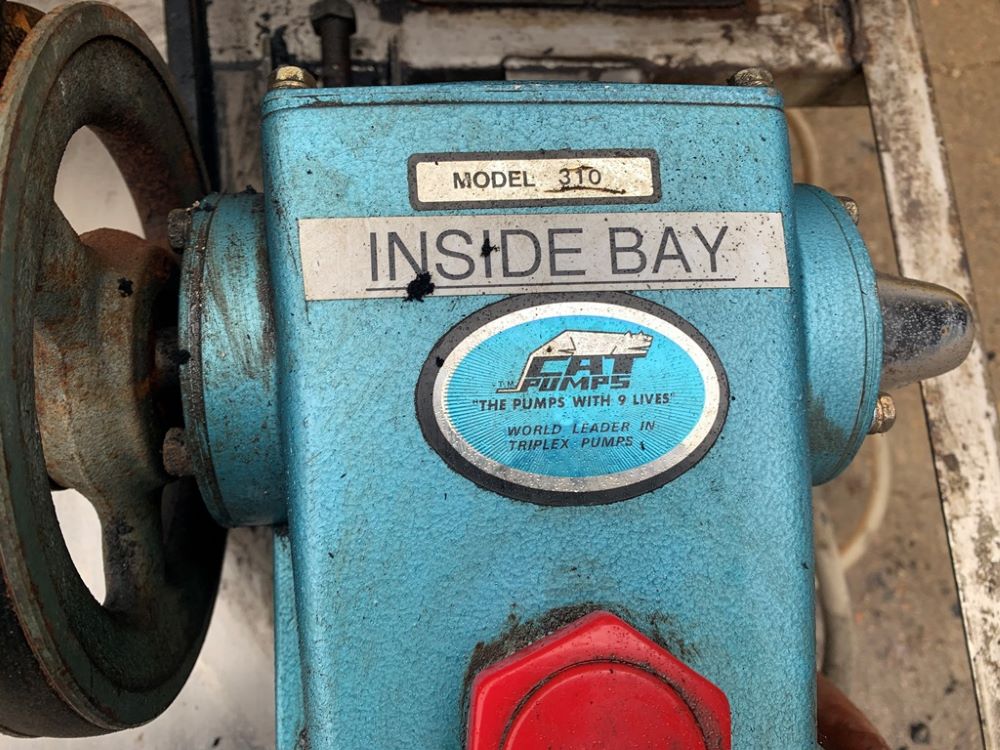 MODEL 310
INSIDE BAY
CAT
T.M. PUMPS
"THE PUMPS WITH 9 LIVES"
WORLD LEADER IN
TRIPLEX PUMPS